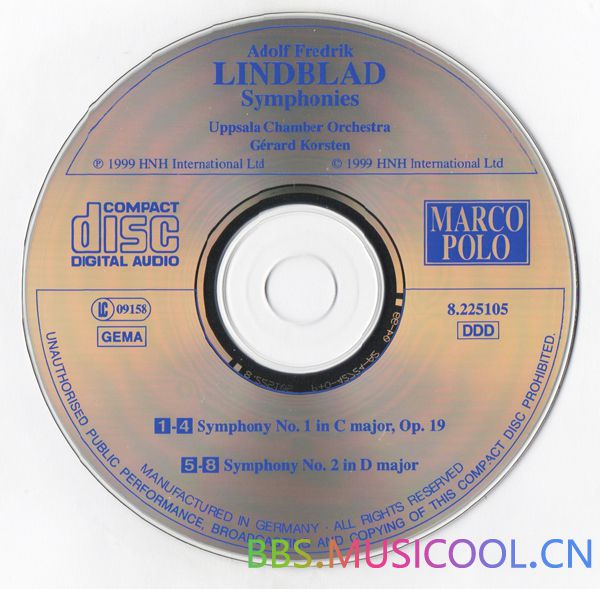 Adolf Fredrik
LINDBLAD
Symphonies
Uppsala Chamber Orchestra
Gérard Korsten
℗ 1999 HNH International Ltd © 1999 HNH International Ltd
COMPACT
disc
DIGITAL AUDIO
MARCO
POLO
LC 09158
GEMA
8.225105
DDD
1-4 Symphony No. 1 in C major, Op. 19
5-8 Symphony No. 2 in D major
MANUFACTURED IN GERMANY · ALL RIGHTS RESERVED
UNAUTHORISED PUBLIC PERFORMANCE, BROADCASTING AND COPYING OF THIS COMPACT DISC PROHIBITED.
BBS.MUSICOOL.CN